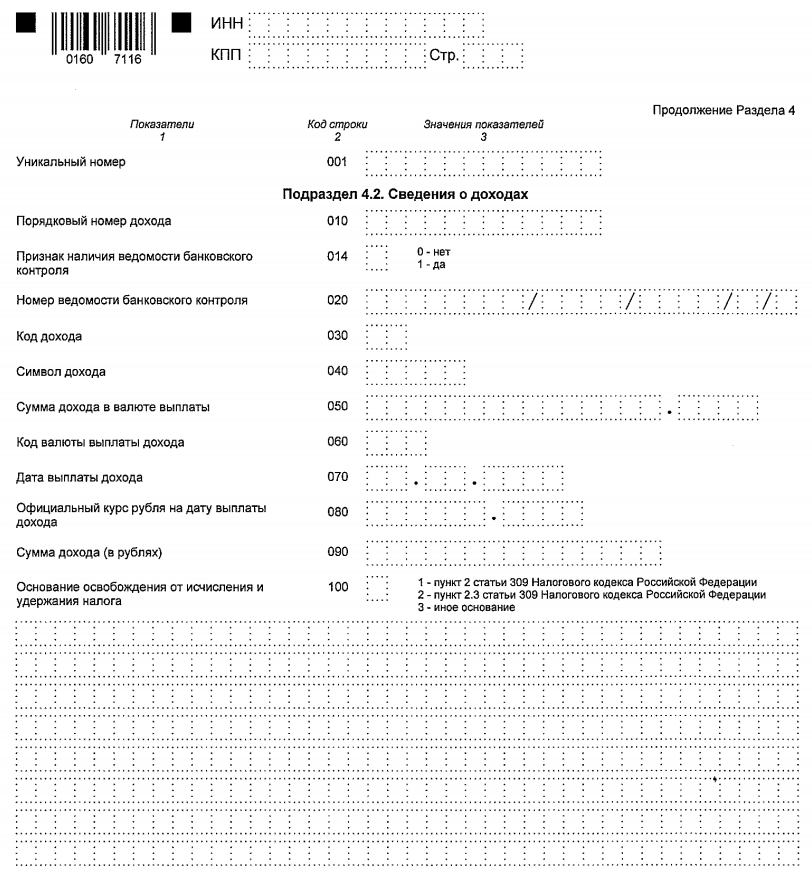 ИНН
0160 7116
КПП Стр.
Продолжение Раздела 4
Показатели Код строки Значения показателей
1 2 3
Уникальный номер 001
Подраздел 4.2. Сведения о доходах
Порядковый номер дохода 010
Признак наличия ведомости банковского контроля 014 0 - нет
1 - да
Номер ведомости банковского контроля 020 / / / /
Код дохода 030
Символ дохода 040
Сумма дохода в валюте выплаты 050 .
Код валюты выплаты дохода 060
Дата выплаты дохода 070 . .
Официальный курс рубля на дату выплаты дохода 080 .
Сумма дохода (в рублях) 090
Основание освобождения от исчисления и удержания налога 100 1 - пункт 2 статьи 309 Налогового кодекса Российской Федерации
2 - пункт 2.3 статьи 309 Налогового кодекса Российской Федерации
3 - иное основание